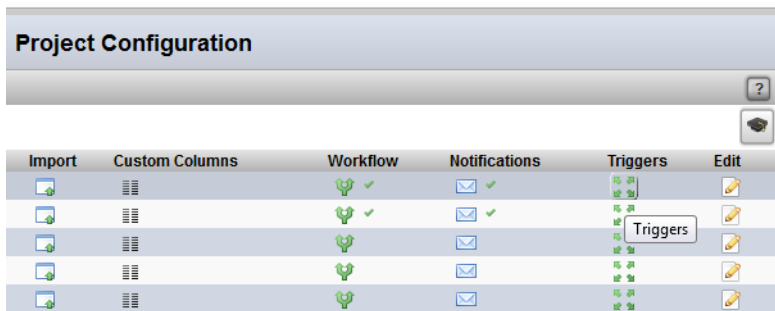 Project Configuration
?
Import Custom Columns Workflow Notifications Triggers Edit
Triggers